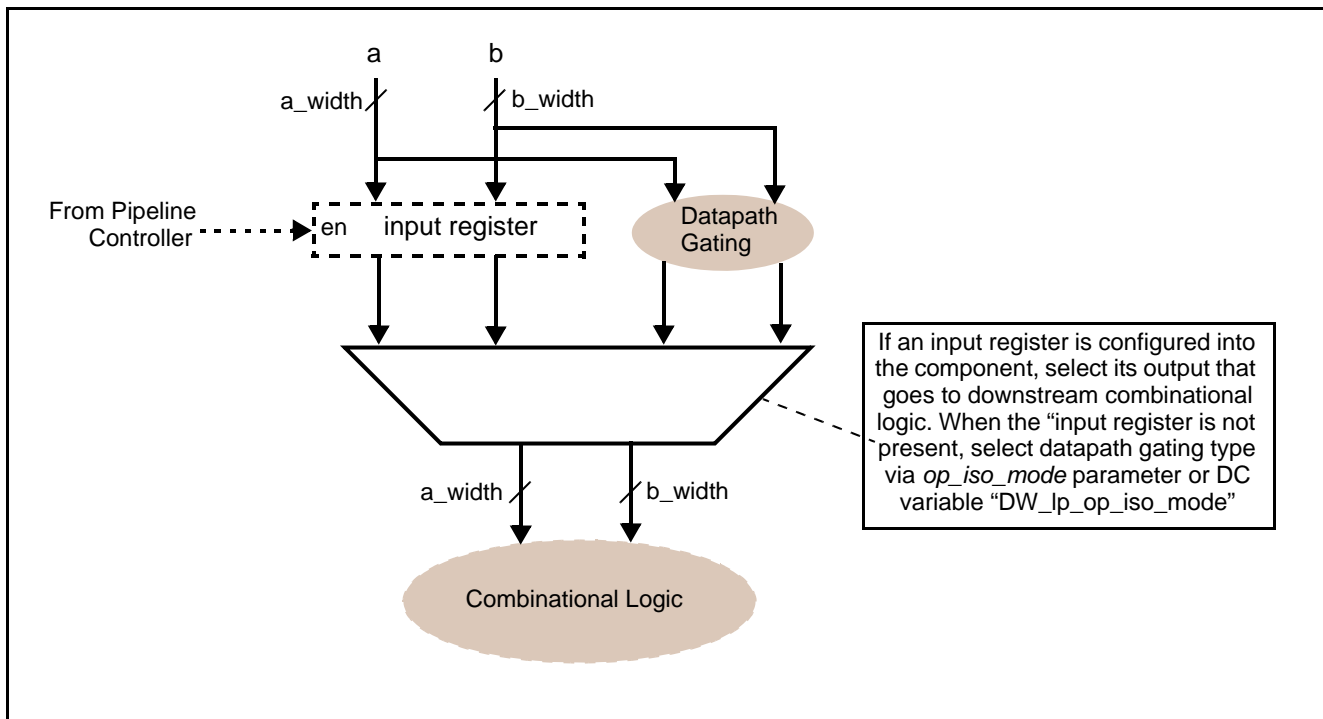 a
b
a_width
b_width
From Pipeline
Controller
en
input register
Datapath
Gating
If an input register is configured into
the component, select its output that
goes to downstream combinational
logic. When the “input register is not
present, select datapath gating type
via op_iso_mode parameter or DC
variable “DW_lp_op_iso_mode”
a_width
b_width
Combinational Logic